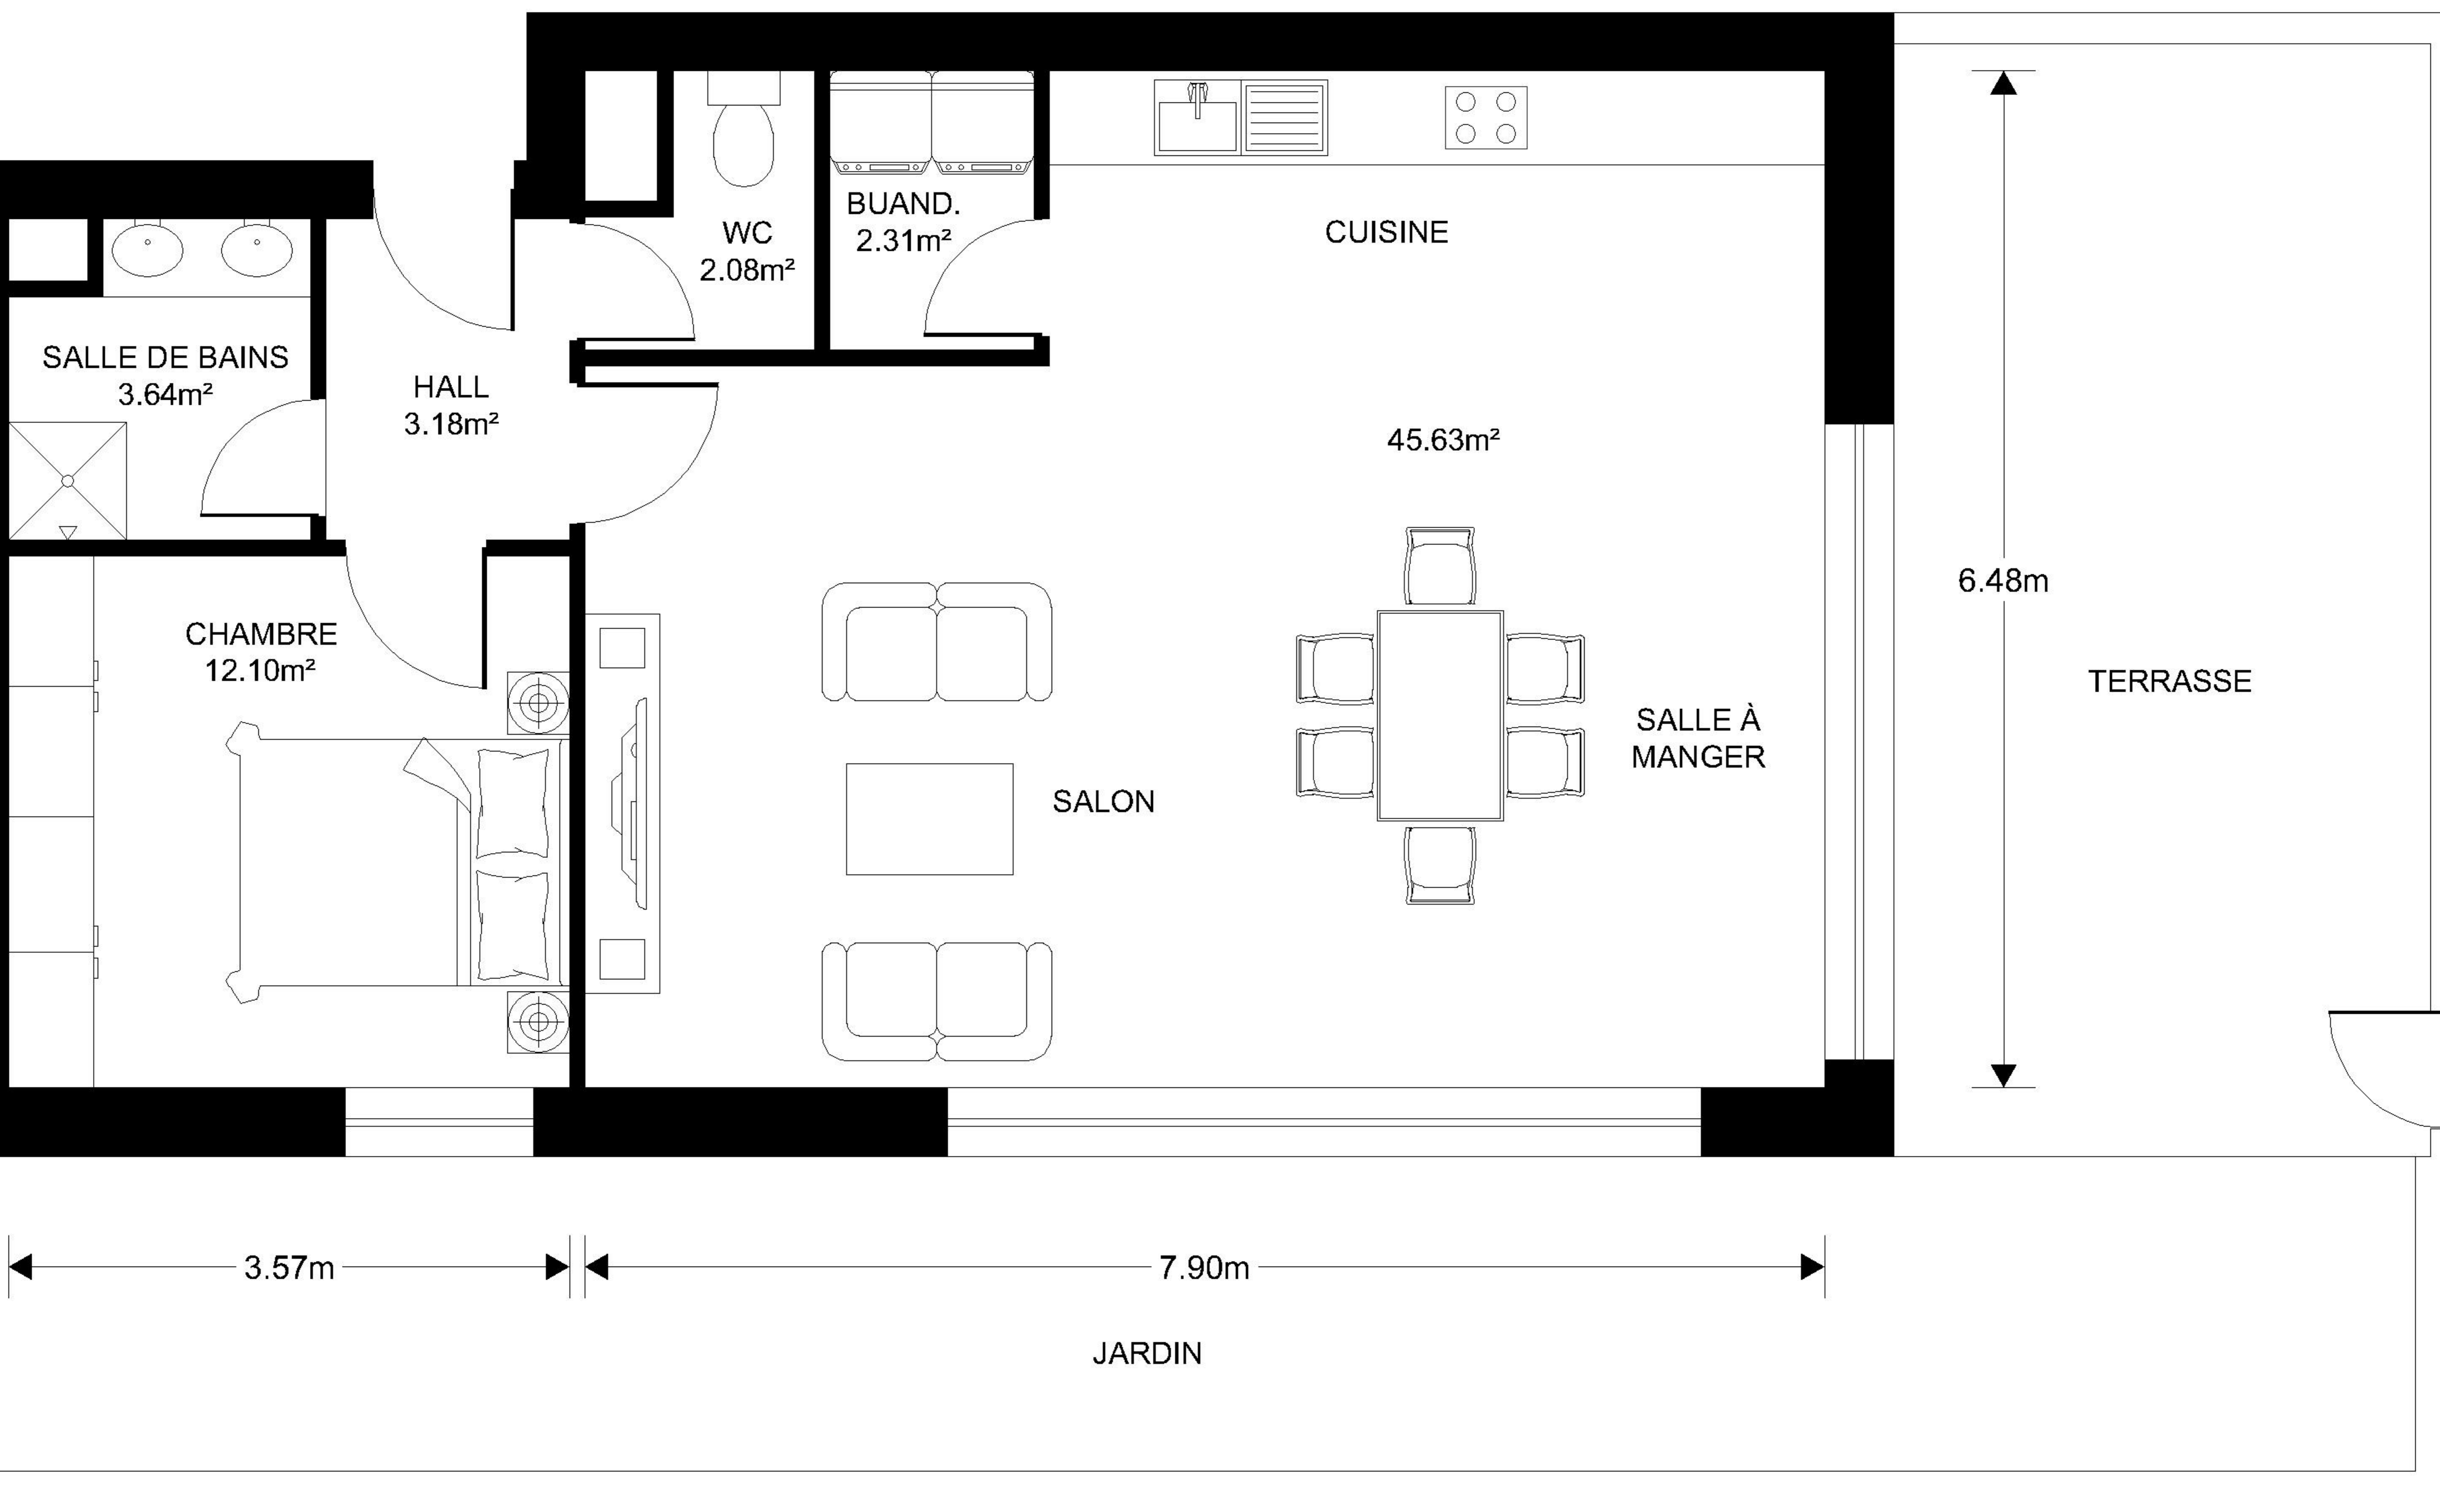 BUAND.
2.31m²
WC
2.08m²
CUISINE
SALLE DE BAINS
3.64m²
HALL
3.18m²
45.63m²
6.48m
CHAMBRE
12.10m²
TERRASSE
SALLE À
MANGER
SALON
3.57m
7.90m
JARDIN